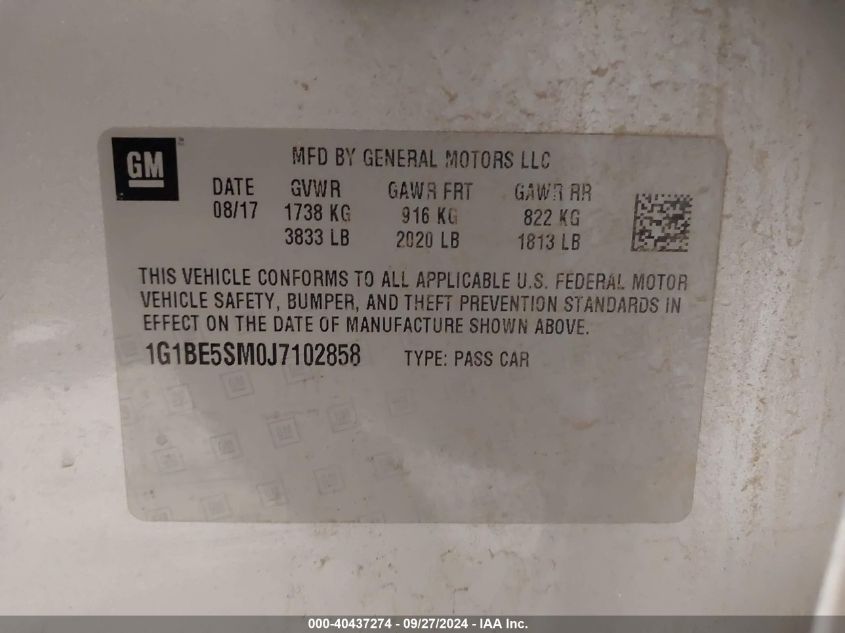 GM
MFD BY GENERAL MOTORS LLC
DATE GVWR GAWR FRT GAWR RR
08/17 1738 KG 916 KG 822 KG
3833 LB 2020 LB 1813 LB
THIS VEHICLE CONFORMS TO ALL APPLICABLE U.S. FEDERAL MOTOR
VEHICLE SAFETY, BUMPER, AND THEFT PREVENTION STANDARDS IN
EFFECT ON THE DATE OF MANUFACTURE SHOWN ABOVE.
1G1BE5SM0J7102858 TYPE: PASS CAR
000-40437274 - 09/27/2024 - IAA Inc.